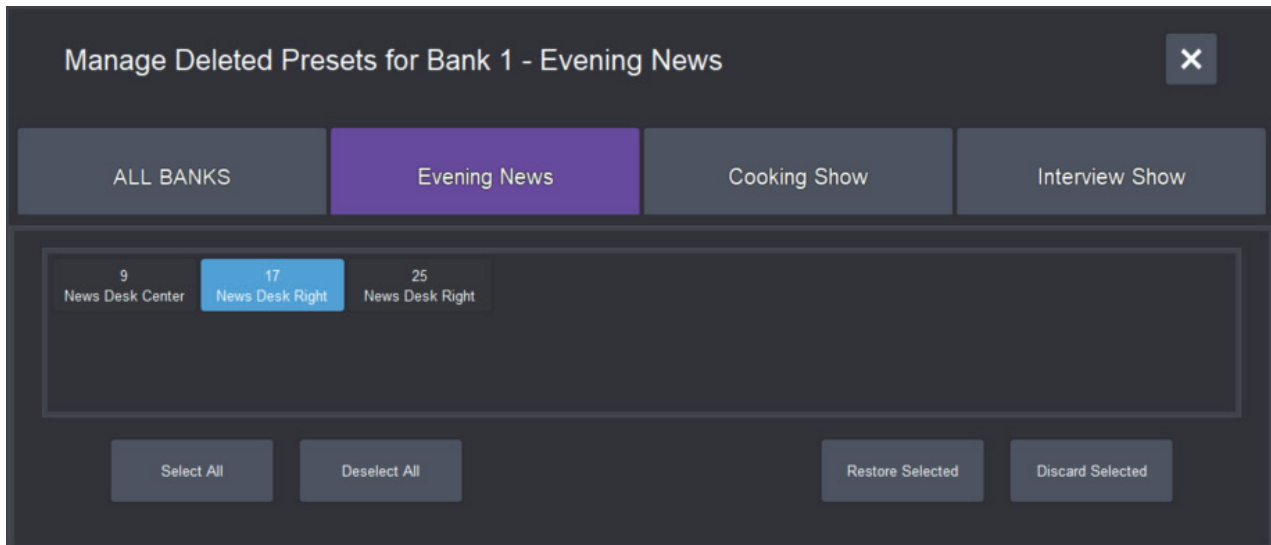 Manage Deleted Presets for Bank 1 - Evening News
ALL BANKS
Evening News
Cooking Show
Interview Show
9
News Desk Center
17
News Desk Right
25
News Desk Right
Select All
Deselect All
Restore Selected
Discard Selected